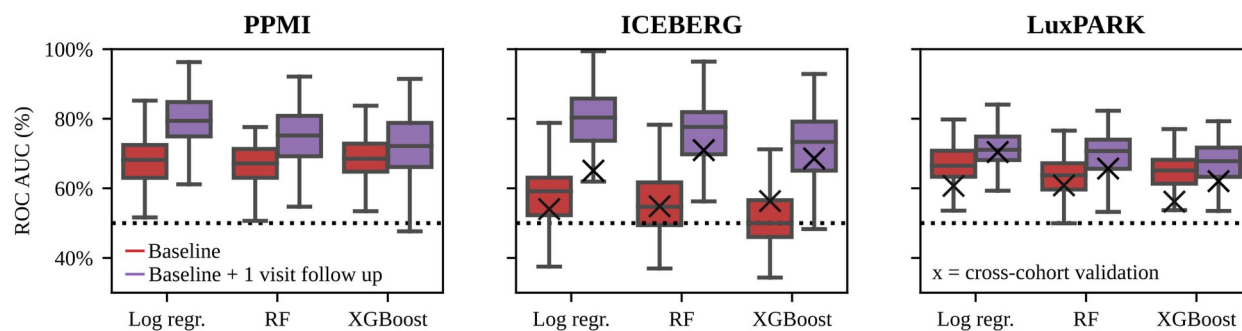 PPMI
ICEBERG
LuxPARK
ROC AUC (%)
100%
80%
60%
40%
Baseline
Baseline + 1 visit follow up
x = cross-cohort validation
Log regr.
RF
XGBoost
Log regr.
RF
XGBoost
Log regr.
RF
XGBoost